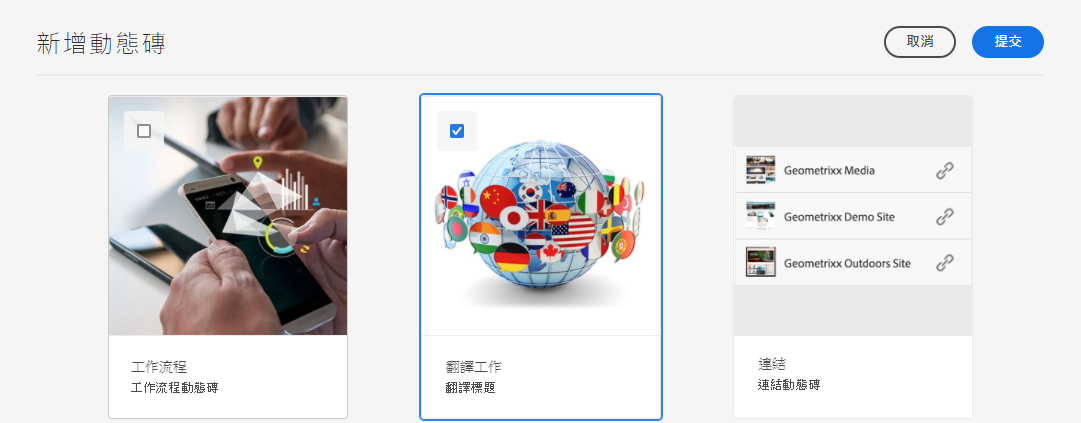 新增動態磚
取消
提交
Geometrixx Media
Geometrixx Demo Site
Geometrixx Outdoors Site
工作流程
工作流程動態磚
翻譯工作
翻譯標題
連結
連結動態磚